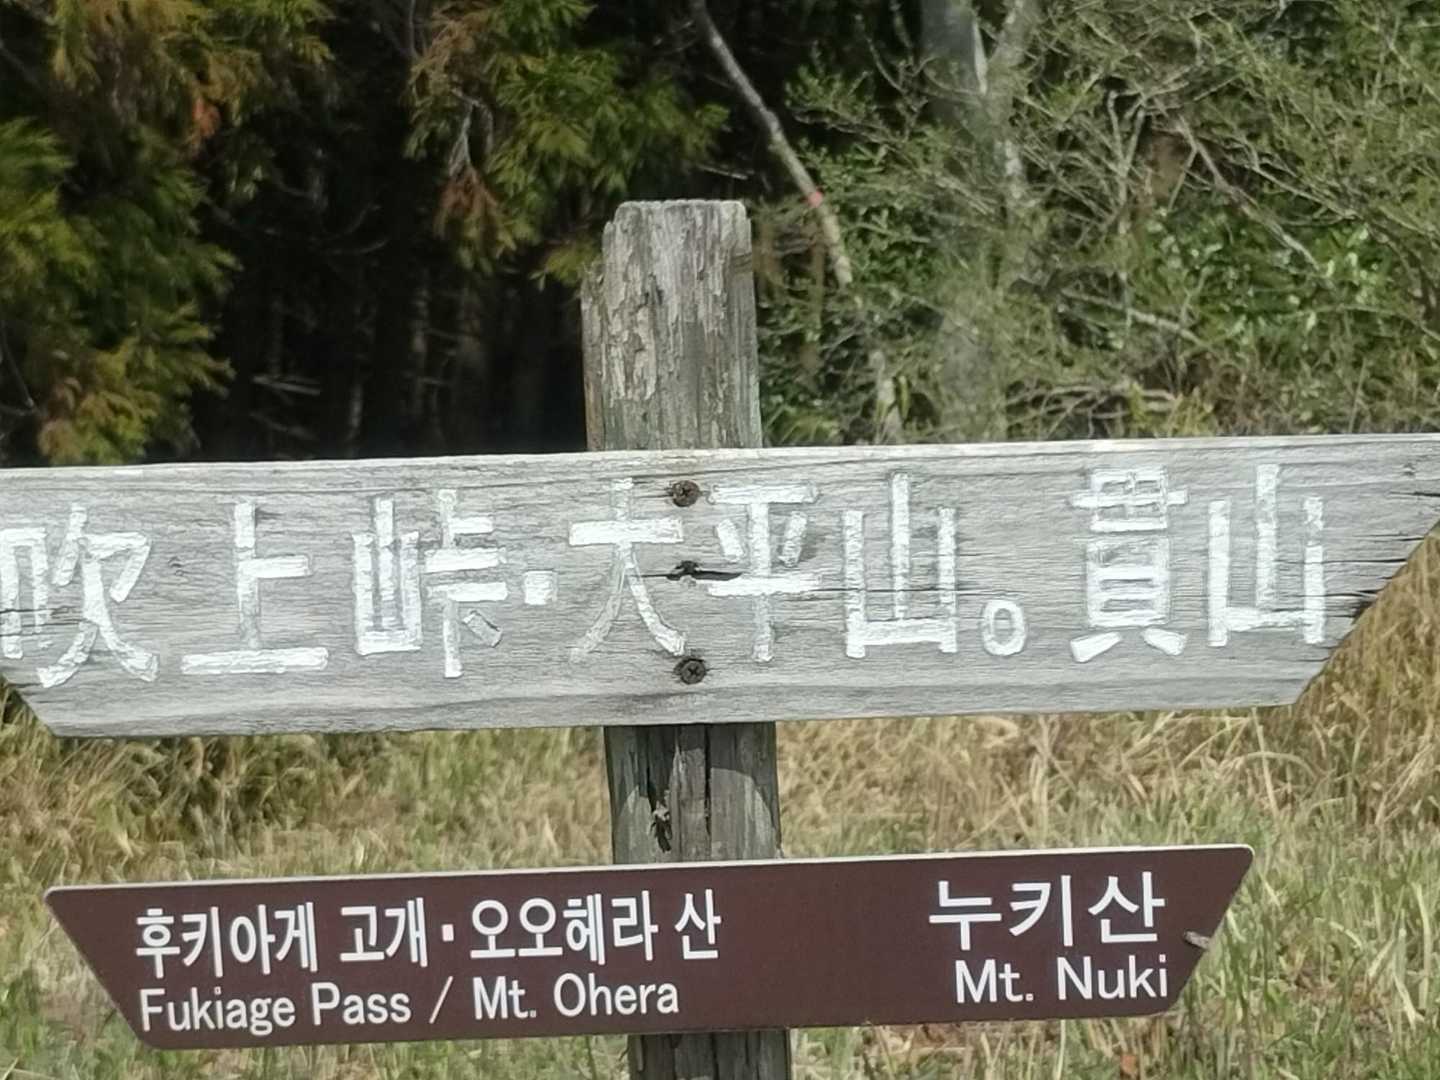 吹上峠・大平山。貫山
후키아게 고개・오오헤라 산
Fukiage Pass / Mt. Ohera
누키산
Mt. Nuki